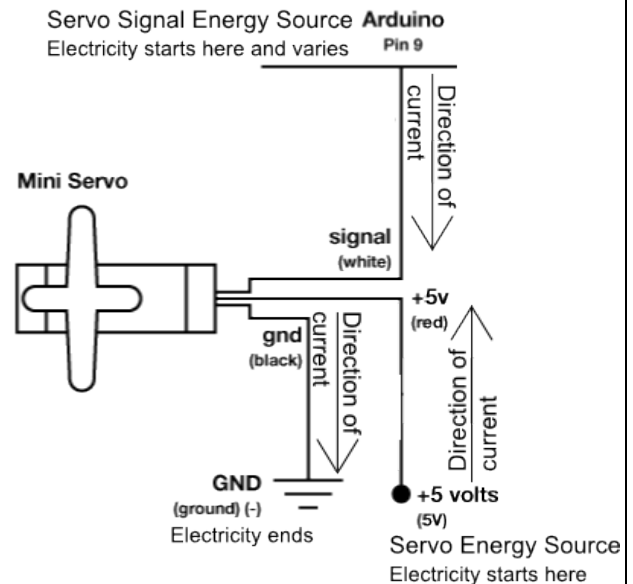 Servo Signal Energy Source
Electricity starts here and varies
Arduino
Pin 9
Direction of
current
Mini Servo
signal
(white)
+5v
(red)
gnd
(black)
Direction of
current
Direction of
current
GND
(ground) (-)
Electricity ends
+5 volts
(5V)
Servo Energy Source
Electricity starts here